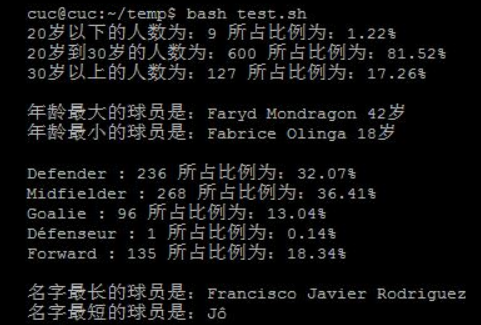 cuc@cuc:~/temp$ bash test.sh
20岁以下的人数为：9 所占比例为：1.22%
20岁到30岁的人数为：600 所占比例为：81.52%
30岁以上的人数为：127 所占比例为：17.26%
年龄最大的球员是：Faryd Mondragon 42岁
年龄最小的球员是：Fabrice Olinga 18岁
Defender : 236 所占比例为：32.07%
Midfielder : 268 所占比例为：36.41%
Goalie : 96 所占比例为：13.04%
Défenseur : 1 所占比例为：0.14%
Forward : 135 所占比例为：18.34%
名字最长的球员是：Francisco Javier Rodriguez
名字最短的球员是：Jô